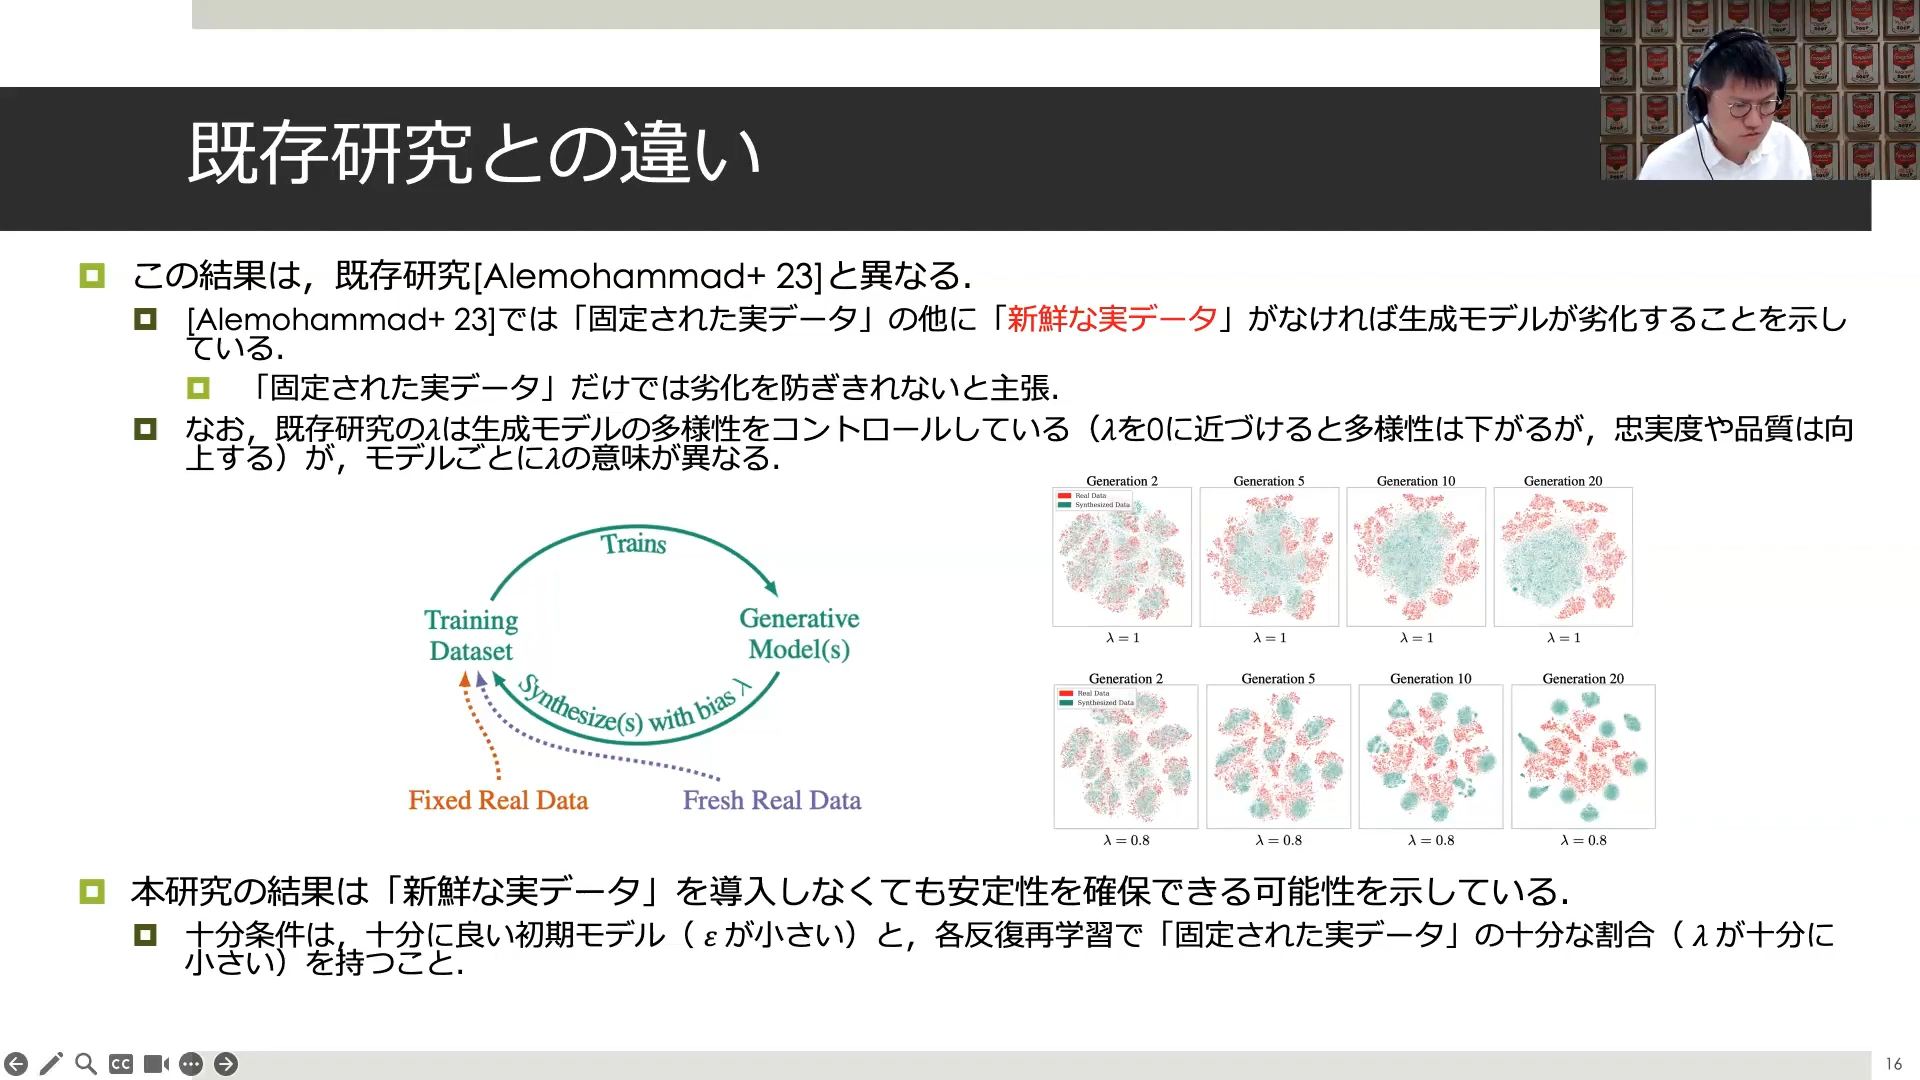 既存研究との違い
この結果は，既存研究[Alemohammad+ 23]と異なる．
[Alemohammad+ 23]では「固定された実データ」の他に「新鮮な実データ」がなければ生成モデルが劣化することを示し
ている．
「固定された実データ」だけでは劣化を防ぎきれないと主張．
なお，既存研究のλは生成モデルの多様性をコントロールしている（λを0に近づけると多様性は下がるが，忠実度や品質は向
上する）が，モデルごとにλの意味が異なる．
Trains
Training
Dataset
Generative
Model(s)
Synthesize(s) with bias λ
Fixed Real Data
Fresh Real Data
Generation 2
Generation 5
Generation 10
Generation 20
Real Data
Synthesized Data
λ = 1
λ = 1
λ = 1
λ = 1
Generation 2
Generation 5
Generation 10
Generation 20
Real Data
Synthesized Data
λ = 0.8
λ = 0.8
λ = 0.8
λ = 0.8
本研究の結果は「新鮮な実データ」を導入しなくても安定性を確保できる可能性を示している．
十分条件は，十分に良い初期モデル（ ε が小さい）と，各反復再学習で「固定された実データ」の十分な割合（ λ が十分に
小さい）を持つこと．
CC
16